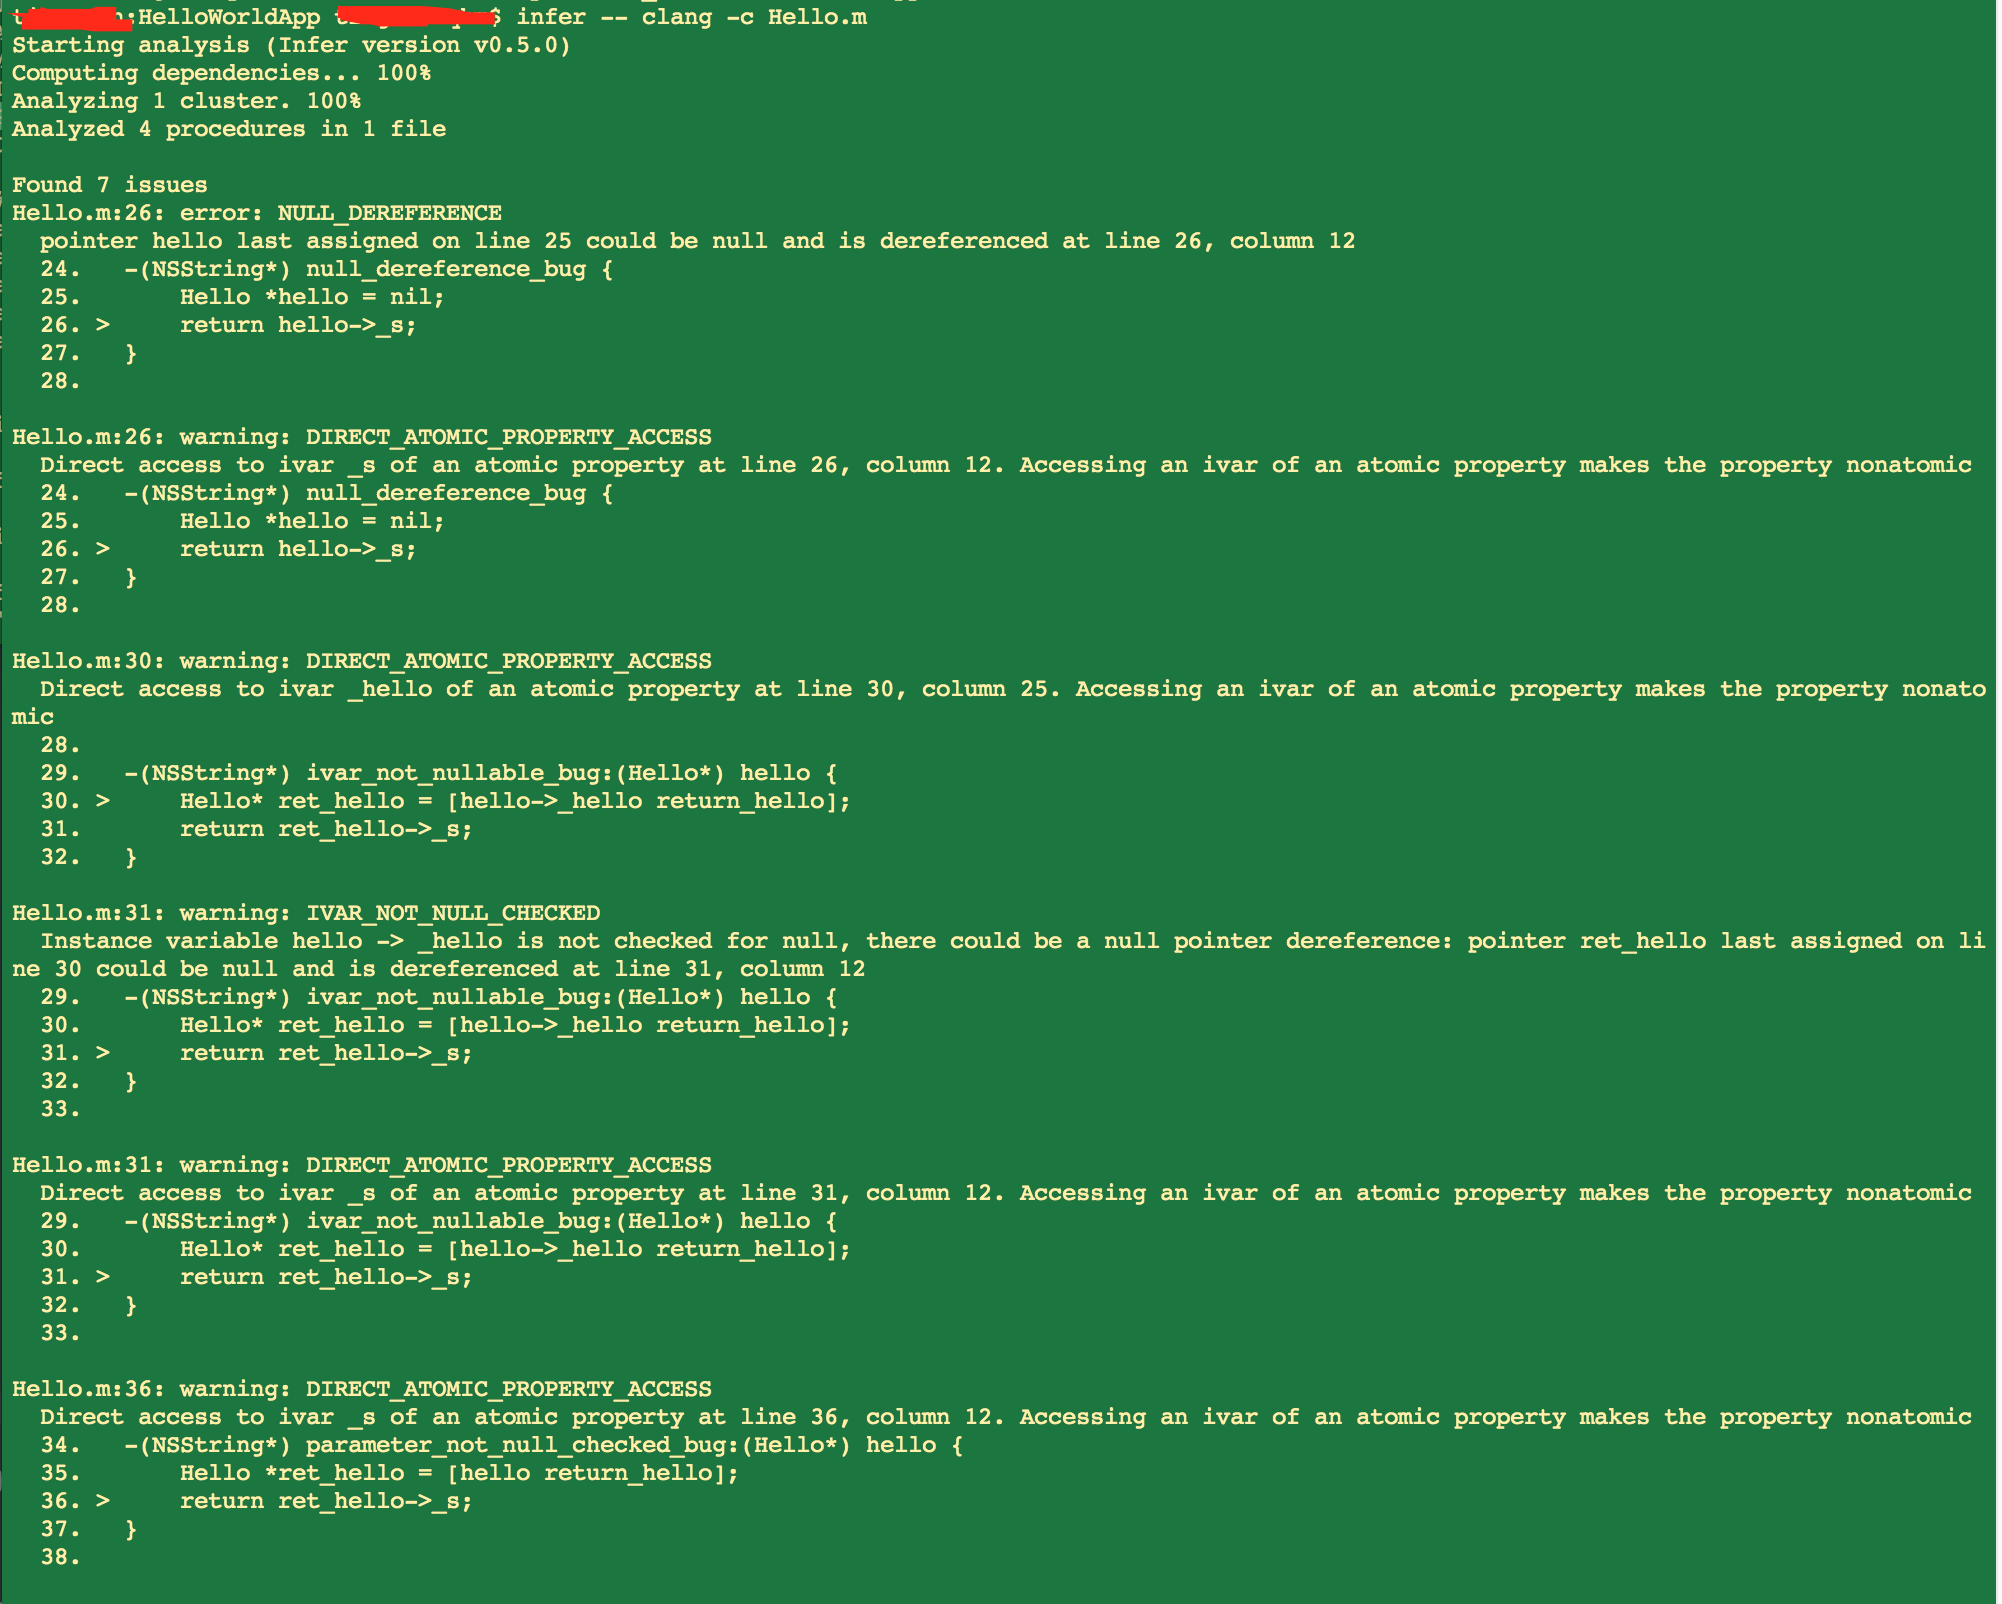 :HelloWorldApp $ infer -- clang -c Hello.m
Starting analysis (Infer version v0.5.0)
Computing dependencies... 100%
Analyzing 1 cluster. 100%
Analyzed 4 procedures in 1 file
Found 7 issues
Hello.m:26: error: NULL_DEREFERENCE
pointer hello last assigned on line 25 could be null and is dereferenced at line 26, column 12
24. -(NSString*) null_dereference_bug {
25. Hello *hello = nil;
26. > return hello->_s;
27. }
28.
Hello.m:26: warning: DIRECT_ATOMIC_PROPERTY_ACCESS
Direct access to ivar _s of an atomic property at line 26, column 12. Accessing an ivar of an atomic property makes the property nonatomic
24. -(NSString*) null_dereference_bug {
25. Hello *hello = nil;
26. > return hello->_s;
27. }
28.
Hello.m:30: warning: DIRECT_ATOMIC_PROPERTY_ACCESS
Direct access to ivar _hello of an atomic property at line 30, column 25. Accessing an ivar of an atomic property makes the property nonato
mic
28.
29. -(NSString*) ivar_not_nullable_bug:(Hello*) hello {
30. > Hello* ret_hello = [hello->_hello return_hello];
31. return ret_hello->_s;
32. }
Hello.m:31: warning: IVAR_NOT_NULL_CHECKED
Instance variable hello -> _hello is not checked for null, there could be a null pointer dereference: pointer ret_hello last assigned on li
ne 30 could be null and is dereferenced at line 31, column 12
29. -(NSString*) ivar_not_nullable_bug:(Hello*) hello {
30. Hello* ret_hello = [hello->_hello return_hello];
31. > return ret_hello->_s;
32. }
33.
Hello.m:31: warning: DIRECT_ATOMIC_PROPERTY_ACCESS
Direct access to ivar _s of an atomic property at line 31, column 12. Accessing an ivar of an atomic property makes the property nonatomic
29. -(NSString*) ivar_not_nullable_bug:(Hello*) hello {
30. Hello* ret_hello = [hello->_hello return_hello];
31. > return ret_hello->_s;
32. }
33.
Hello.m:36: warning: DIRECT_ATOMIC_PROPERTY_ACCESS
Direct access to ivar _s of an atomic property at line 36, column 12. Accessing an ivar of an atomic property makes the property nonatomic
34. -(NSString*) parameter_not_null_checked_bug:(Hello*) hello {
35. Hello *ret_hello = [hello return_hello];
36. > return ret_hello->_s;
37. }
38.